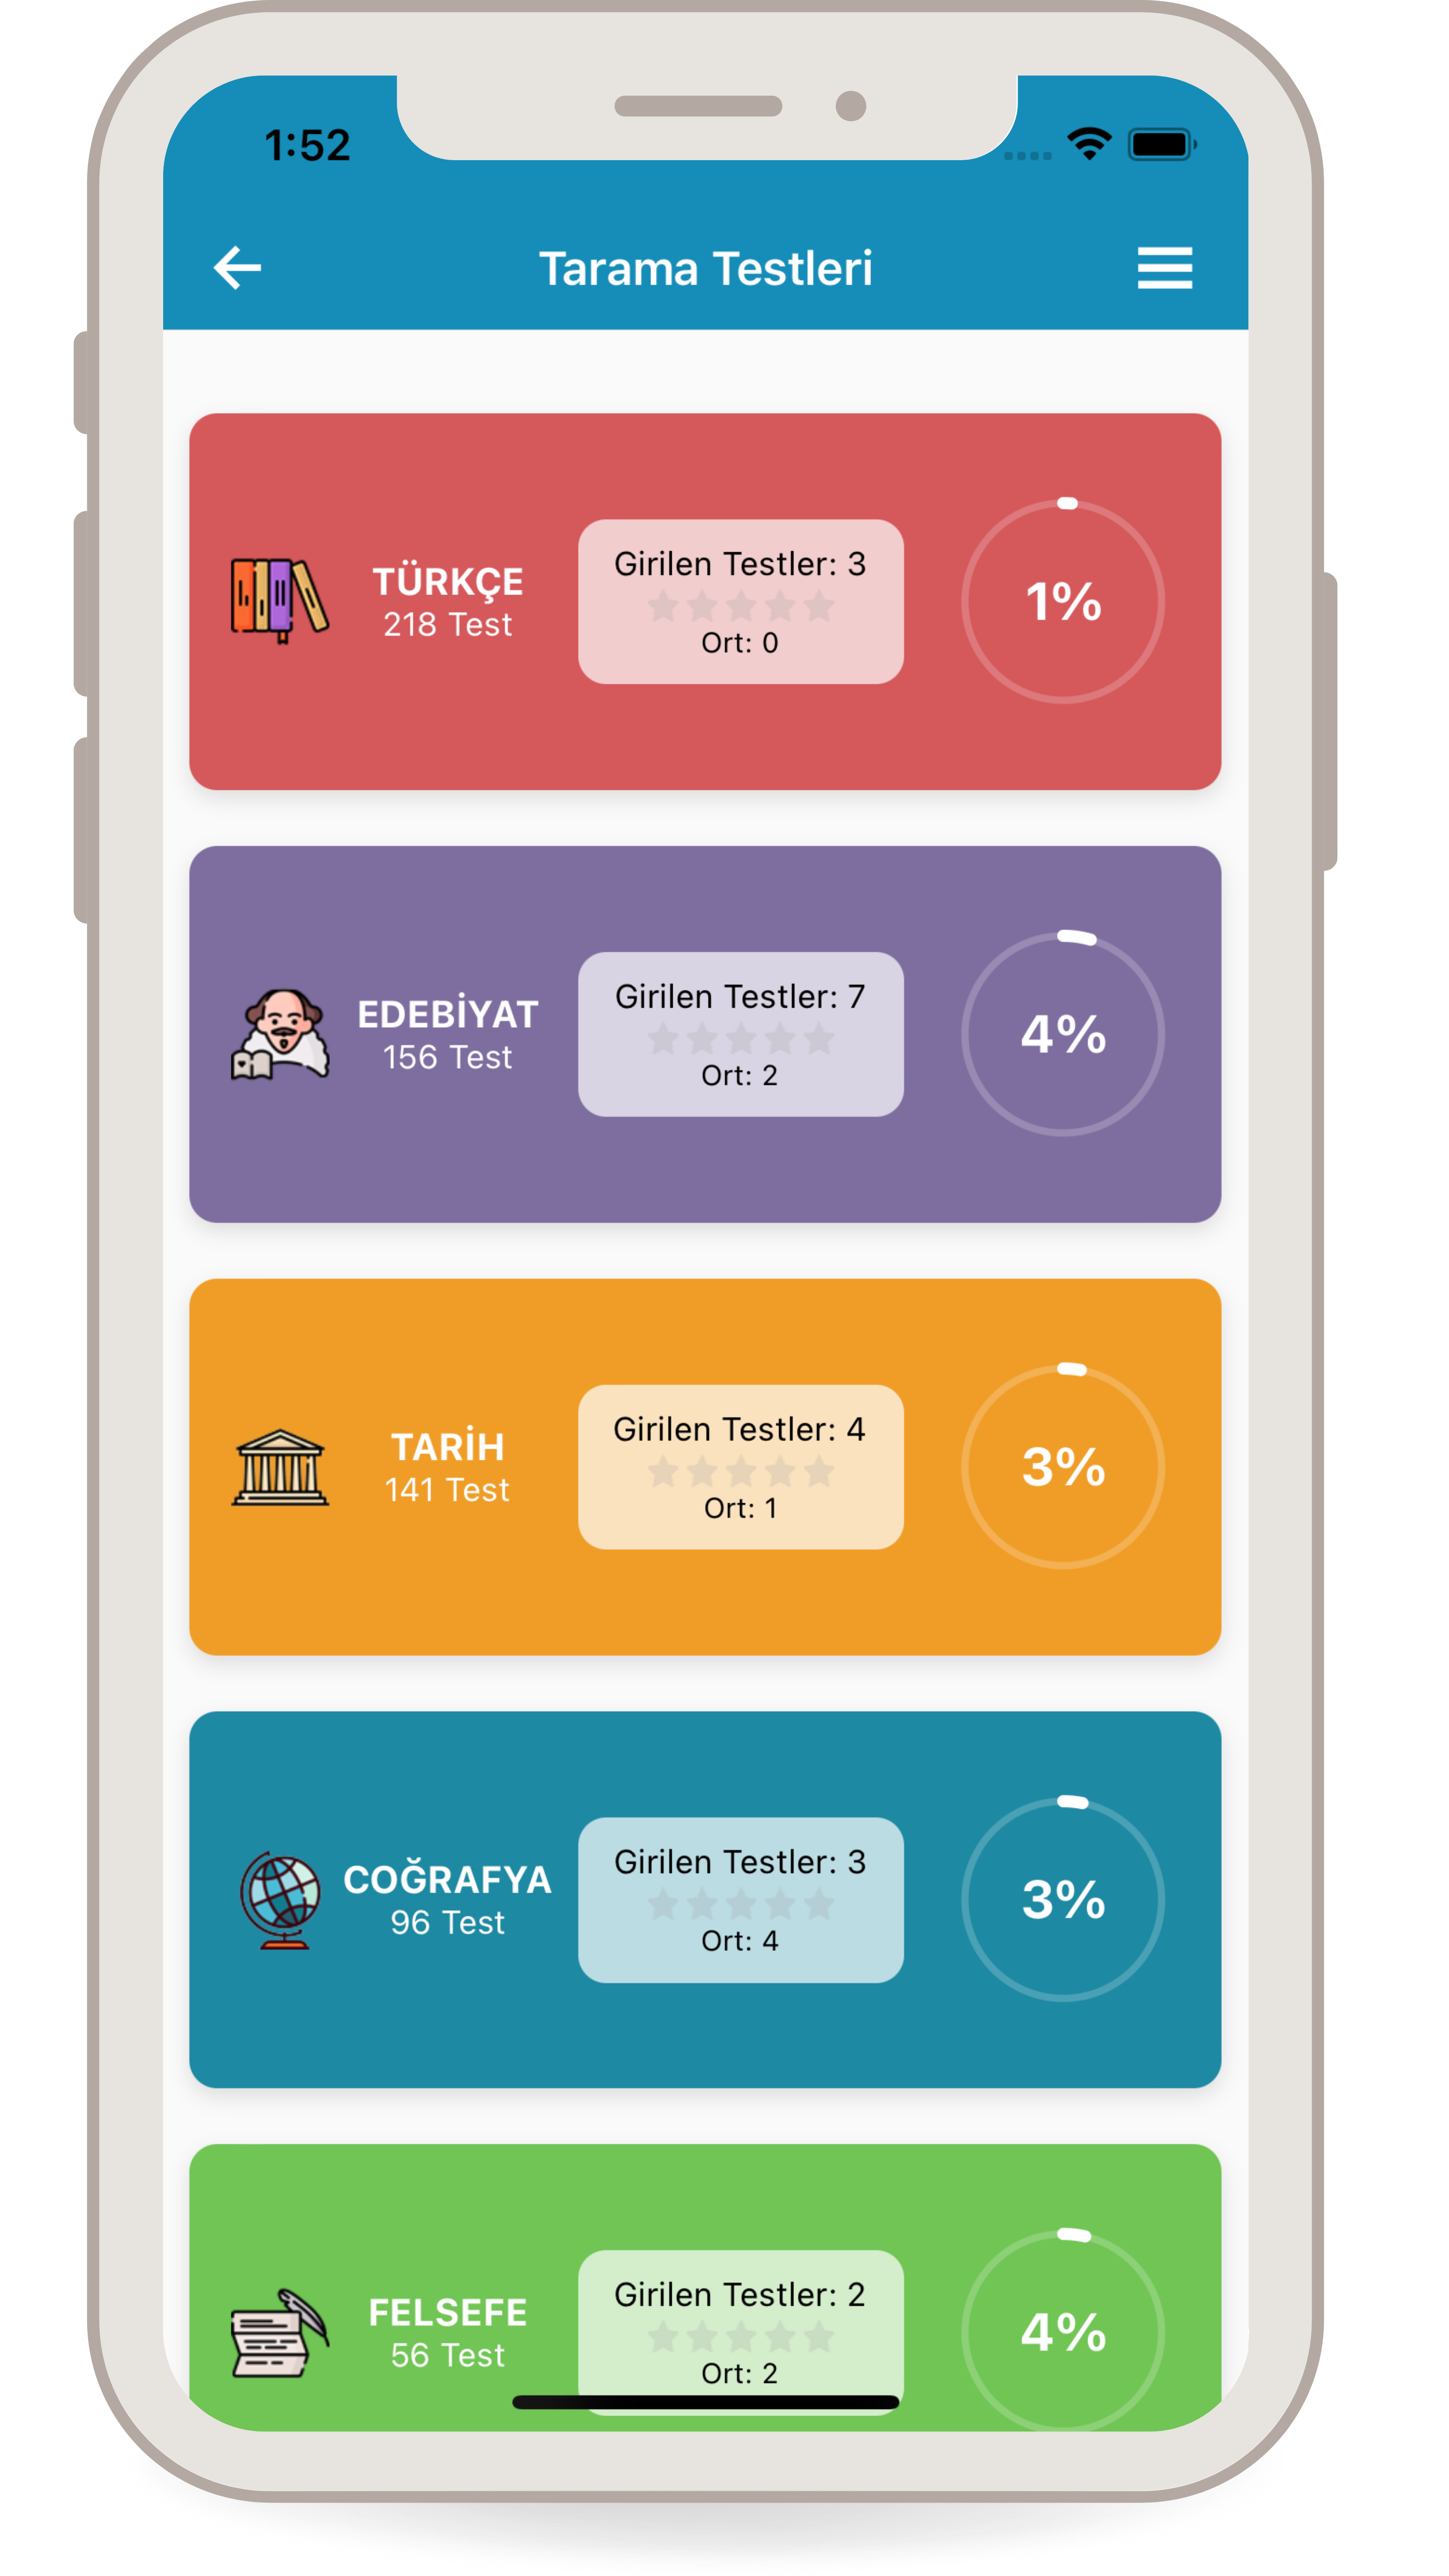 1:52
Tarama Testleri
TÜRKÇE
218 Test
Girilen Testler: 3
Ort: 0
1%
EDEBİYAT
156 Test
Girilen Testler: 7
Ort: 2
4%
TARİH
141 Test
Girilen Testler: 4
Ort: 1
3%
COĞRAFYA
96 Test
Girilen Testler: 3
Ort: 4
3%
FELSEFE
56 Test
Girilen Testler: 2
Ort: 2
4%